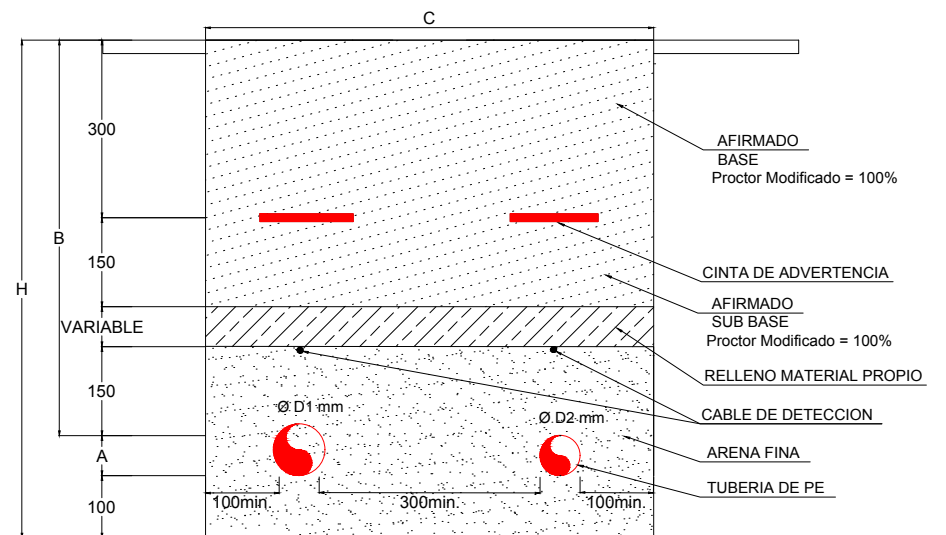 C
300
AFIRMADO
BASE
Proctor Modificado = 100%
B
H
150
CINTA DE ADVERTENCIA
AFIRMADO
SUB BASE
Proctor Modificado = 100%
VARIABLE
RELLENO MATERIAL PROPIO
150
CABLE DE DETECCION
Ø D1 mm
Ø D2 mm
ARENA FINA
A
TUBERIA DE PE
100
100min.
300min.
100min.